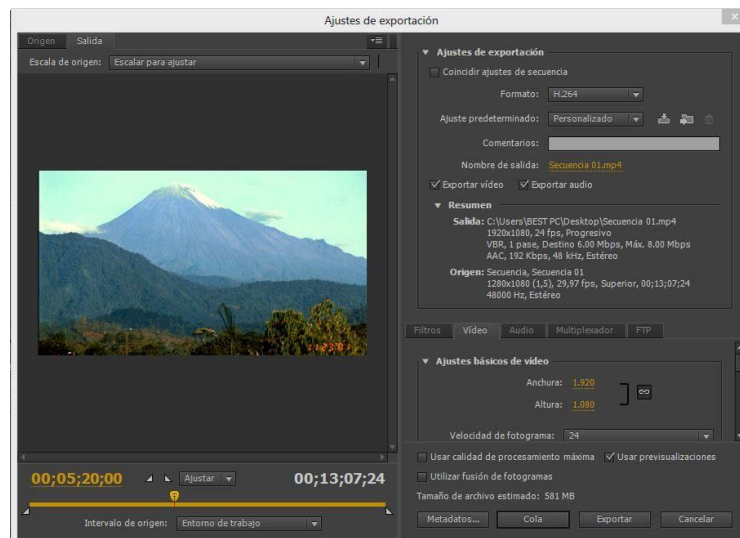 Ajustes de exportación
Origen
Salida
Escala de origen: Escalar para ajustar
00;05;20;00
Ajustar
00;13;07;24
Intervalo de origen: Entorno de trabajo
Ajustes de exportación
Coincidir ajustes de secuencia
Formato: H.264
Ajuste predeterminado: Personalizado
Comentarios:
Nombre de salida: Secuencia 01.mp4
Exportar vídeo Exportar audio
Resumen
Salida: C:\Users\BEST PC\Desktop\Secuencia 01.mp4
1920x1080, 24 fps, Progresivo
VBR, 1 pase, Destino 6.00 Mbps, Máx. 8.00 Mbps
AAC, 192 Kbps, 48 kHz, Estéreo
Origen: Secuencia, Secuencia 01
1280x1080 (1,5), 29,97 fps, Superior, 00;13;07;24
48000 Hz, Estéreo
Filtros Vídeo Audio Multiplexador FTP
Ajustes básicos de vídeo
Anchura: 1.920
Altura: 1.080
Velocidad de fotograma: 24
Usar calidad de procesamiento máxima Usar previsualizaciones
Utilizar fusión de fotogramas
Tamaño de archivo estimado: 581 MB
Metadatos... Cola Exportar Cancelar